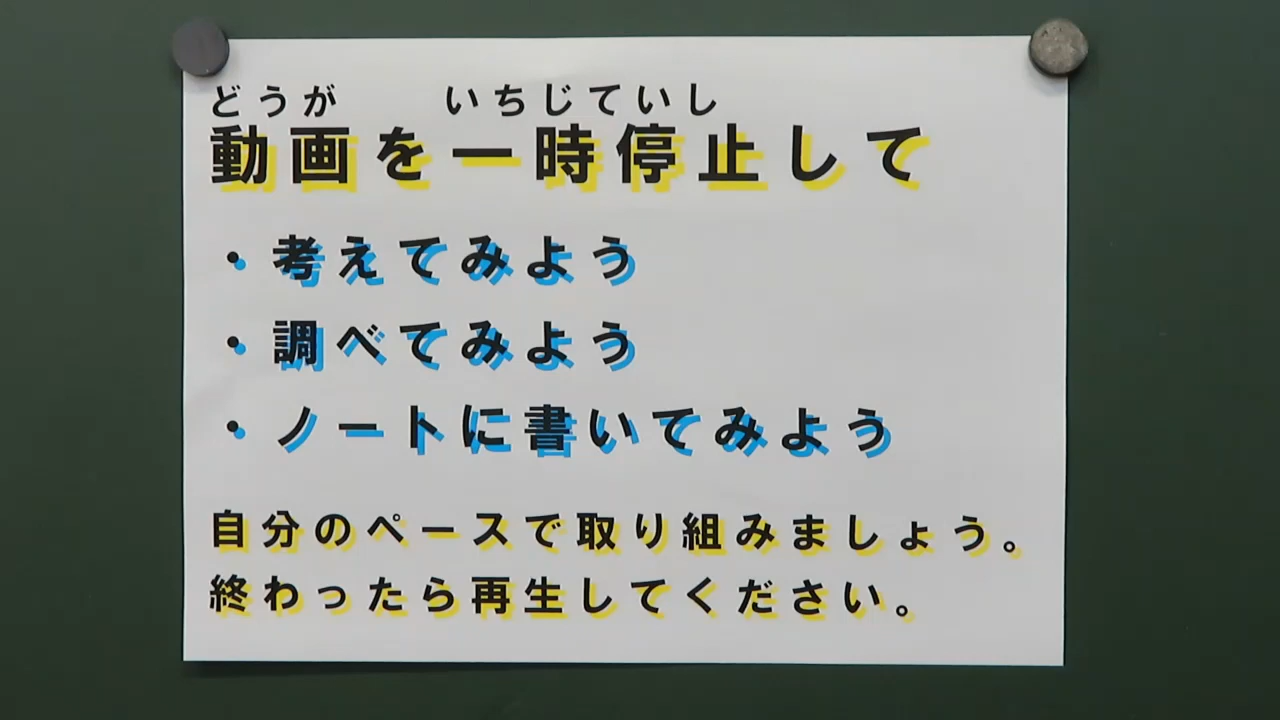 どうが いちじていし
動画を一時停止して
・考えてみよう
・調べてみよう
・ノートに書いてみよう
自分のペースで取り組みましょう。
終わったら再生してください。